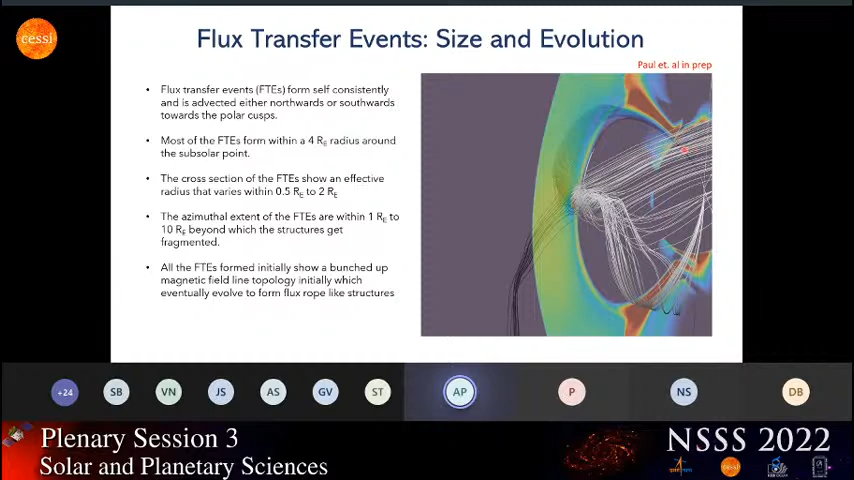 cessi
Flux Transfer Events: Size and Evolution
Paul et. al in prep
• Flux transfer events (FTEs) form self consistently
and is advected either northwards or southwards
towards the polar cusps.
• Most of the FTEs form within a 4 RE radius around
the subsolar point.
• The cross section of the FTEs show an effective
radius that varies within 0.5 RE to 2 RE
• The azimuthal extent of the FTEs are within 1 RE to
10 RE beyond which the structures get
fragmented.
• All the FTEs formed initially show a bunched up
magnetic field line topology initially which
eventually evolve to form flux rope like structures
+24 SB VN JS AS GV ST AP P NS DB
Plenary Session 3
Solar and Planetary Sciences
NSSS 2022
cessi